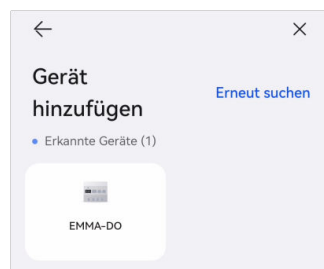 Gerät
hinzufügen
Erneut suchen
Erkannte Geräte (1)
EMMA-DO